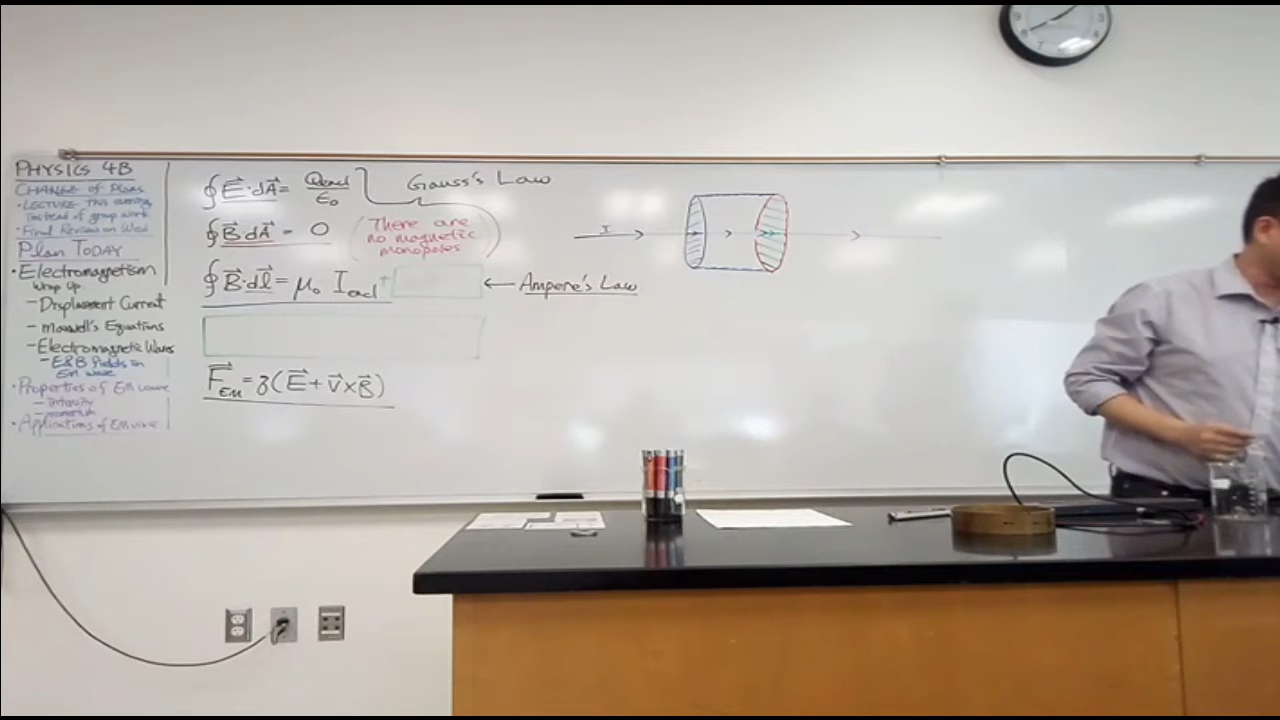 PHYSICS 4B
CHANGE of Plans
• LECTURE this evening
instead of group work
• Final Review on Wed
Plan TODAY
• Electromagnetism
wrap up
- Displacement Current
- Maxwell's Equations
- Electromagnetic Waves
- E&B fields in
EM wave
• Properties of EM wave
- Intensity
- momentum
• Applications of EM wave
∮E⃗·dA⃗ = Qencl/ε₀
Gauss's Law
∮B⃗·dA⃗ = 0
(There are
no magnetic
monopoles)
∮B⃗·dl⃗ = μ₀ Iencl +
← Ampere's Law
F⃗EM = q(E⃗ + v⃗ × B⃗)
I